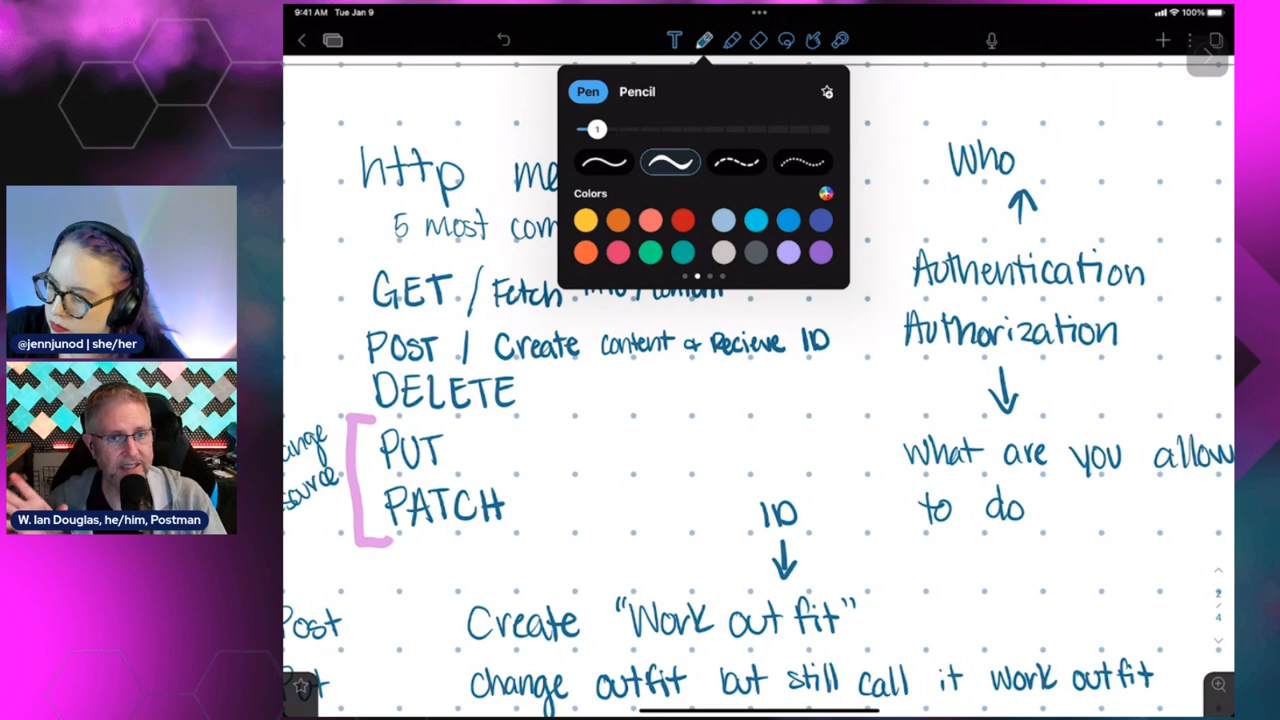 9:41 AM Tue Jan 9
100%
Pen
Pencil
1
Colors
http me
5 most com
GET / Fetch
POST / Create content & Recieve ID
DELETE
PUT
PATCH
Who
Authentication
Authorization
What are you allow
to do
ID
Post
Create "Work out fit"
change outfit but still call it work outfit
2
/
4
@jennjunod | she/her
W. Ian Douglas, he/him, Postman